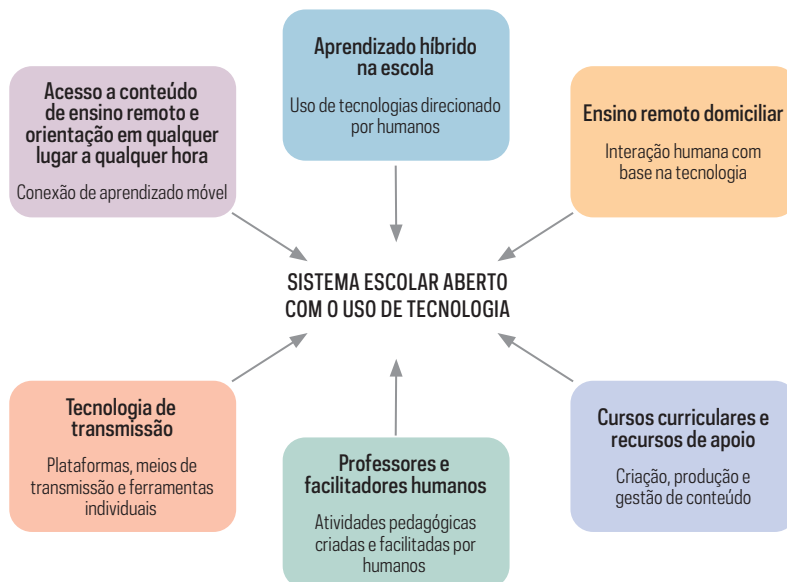 Acesso a conteúdo
de ensino remoto e
orientação em qualquer
lugar a qualquer hora
Conexão de aprendizado móvel
Aprendizado híbrido
na escola
Uso de tecnologias direcionado
por humanos
Ensino remoto domiciliar
Interação humana com
base na tecnologia
SISTEMA ESCOLAR ABERTO
COM O USO DE TECNOLOGIA
Tecnologia de
transmissão
Plataformas, meios de
transmissão e ferramentas
individuais
Professores e
facilitadores humanos
Atividades pedagógicas
criadas e facilitadas por
humanos
Cursos curriculares e
recursos de apoio
Criação, produção e
gestão de conteúdo